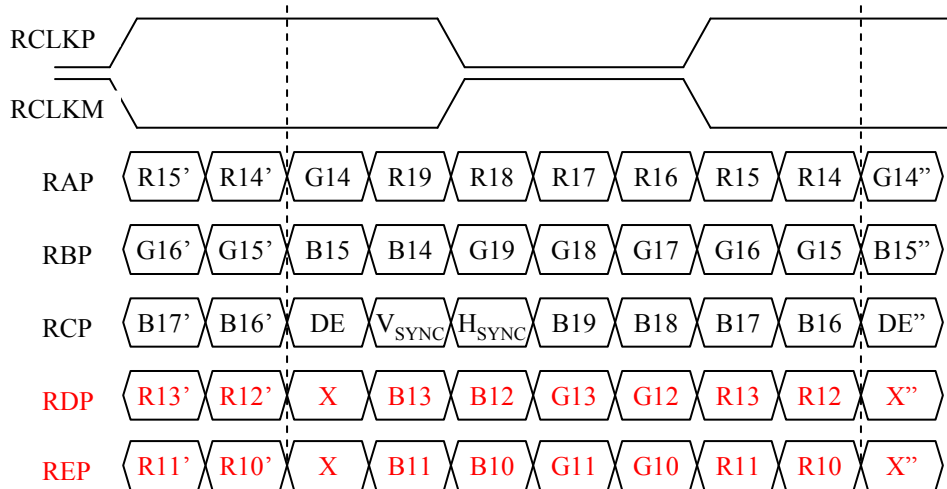 RCLKP
RCLKM
RAP R15’ R14’ G14 R19 R18 R17 R16 R15 R14 G14”
RBP G16’ G15’ B15 B14 G19 G18 G17 G16 G15 B15”
RCP B17’ B16’ DE VSYNC HSYNC B19 B18 B17 B16 DE”
RDP R13’ R12’ X B13 B12 G13 G12 R13 R12 X”
REP R11’ R10’ X B11 B10 G11 G10 R11 R10 X”